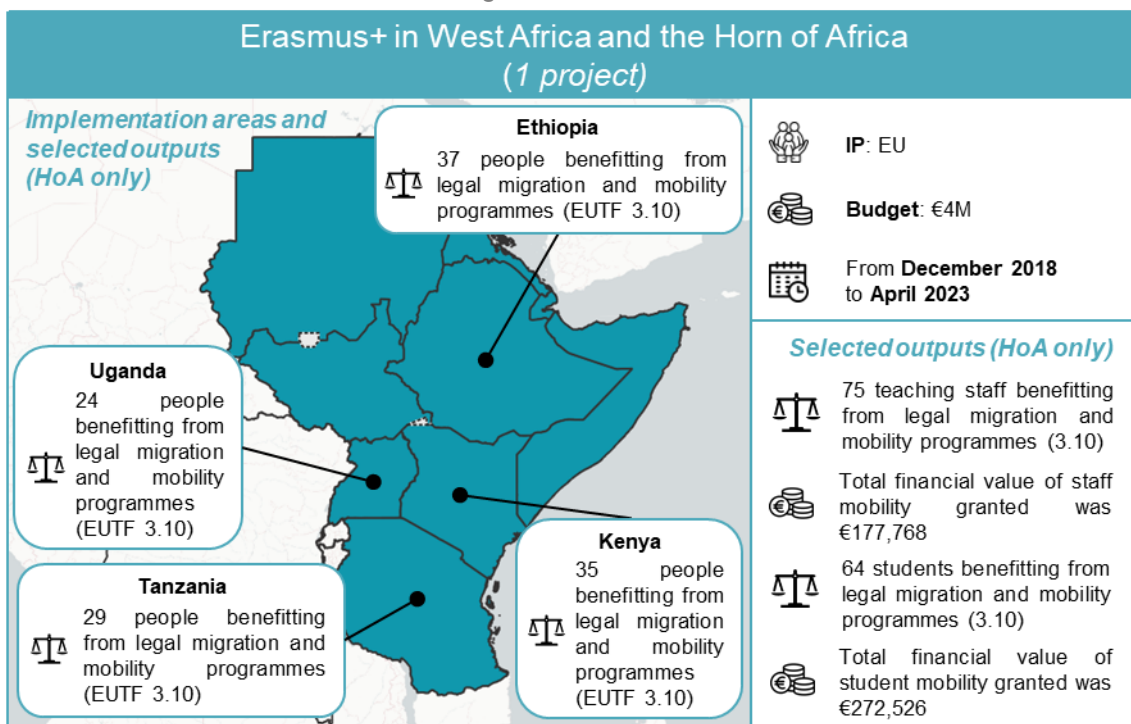 Erasmus+ in West Africa and the Horn of Africa
(1 project)
Implementation areas and
selected outputs
(HoA only)
Ethiopia
37 people benefitting from
legal migration and mobility
programmes (EUTF 3.10)
Uganda
24 people
benefitting from
legal migration
and mobility
programmes
(EUTF 3.10)
Tanzania
29 people benefitting
from legal migration and
mobility programmes
(EUTF 3.10)
Kenya
35 people
benefitting from
legal migration
and mobility
programmes
(EUTF 3.10)
IP: EU
Budget: €4M
From December 2018
to April 2023
Selected outputs (HoA only)
75 teaching staff benefitting
from legal migration and
mobility programmes (3.10)
Total financial value of staff
mobility granted was
€177,768
64 students benefitting from
legal migration and mobility
programmes (3.10)
Total financial value of
student mobility granted was
€272,526